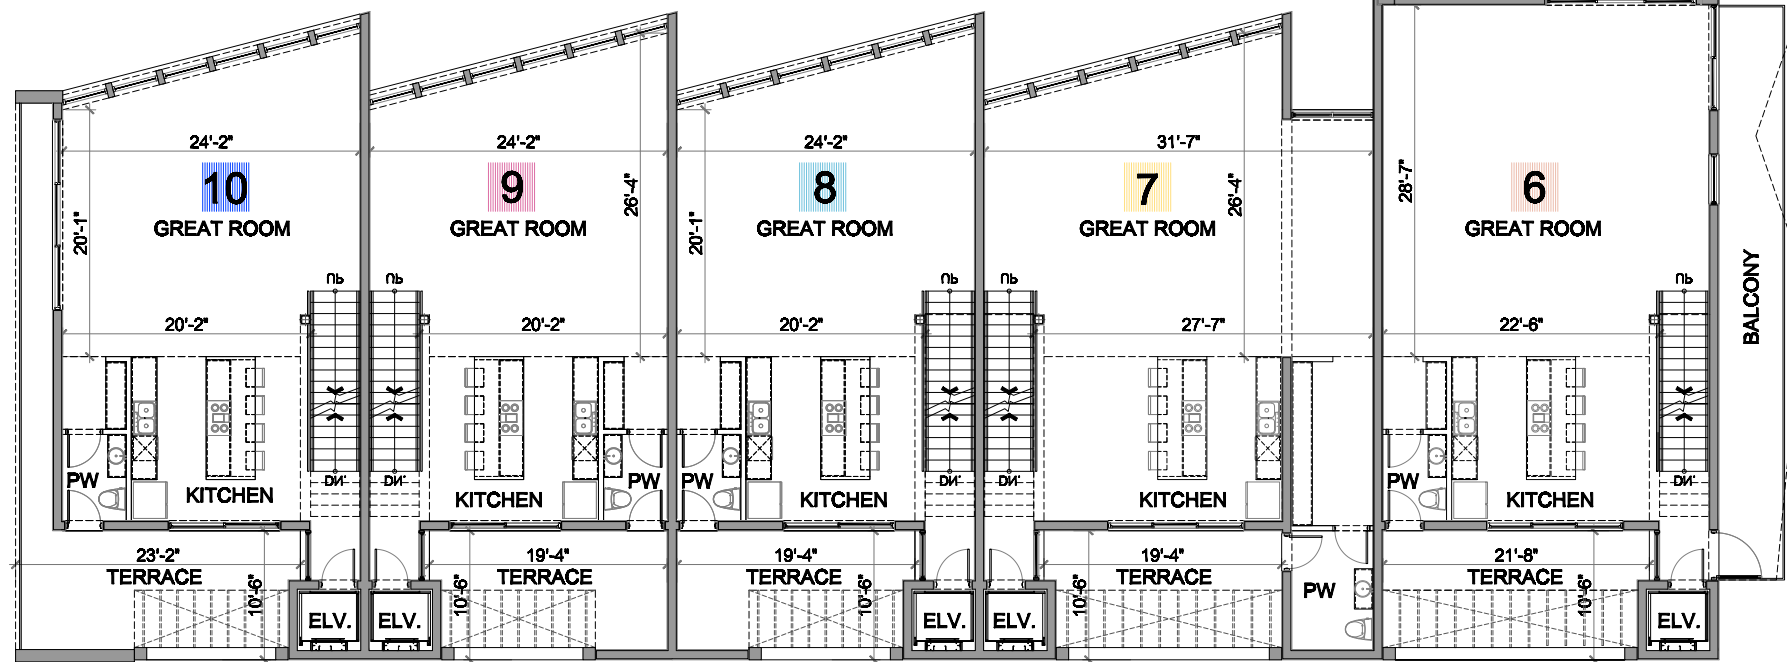 24'-2"
24'-2"
24'-2"
31'-7"
10
9
8
7
6
GREAT ROOM
GREAT ROOM
GREAT ROOM
GREAT ROOM
GREAT ROOM
20'-1"
26'-4"
20'-1"
26'-4"
28'-7"
BALCONY
UP
UP
UP
UP
UP
20'-2"
20'-2"
20'-2"
27'-7"
22'-6"
PW
KITCHEN
DN.
DN.
KITCHEN
PW
PW
KITCHEN
DN.
DN.
KITCHEN
PW
KITCHEN
DN.
23'-2"
19'-4"
19'-4"
19'-4"
21'-8"
TERRACE
TERRACE
TERRACE
TERRACE
TERRACE
10'-6"
10'-6"
10'-6"
10'-6"
10'-6"
PW
ELV.
ELV.
ELV.
ELV.
ELV.